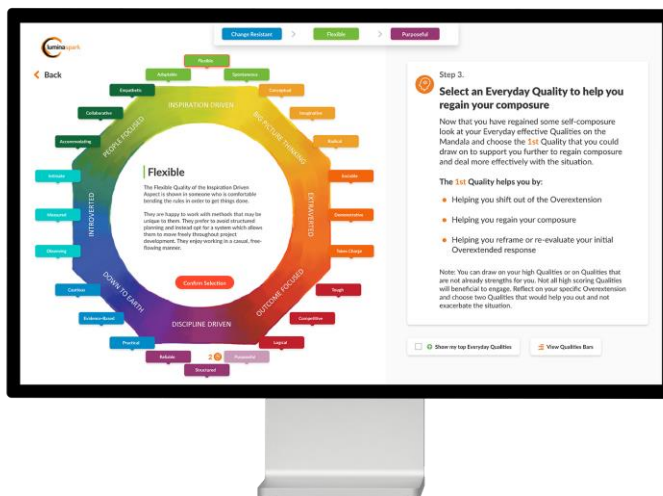 Change Resistant > Flexible > Purposeful
luminaspark
Back
Flexible
Adaptable
Spontaneous
Empathetic
Conceptual
Collaborative
Imaginative
Accommodating
Radical
Intimate
Sociable
Measured
Demonstrative
Observing
Takes Charge
Cautious
Tough
Evidence-Based
Competitive
Practical
Logical
Reliable
2
Purposeful
Structured
INSPIRATION DRIVEN
BIG PICTURE THINKING
EXTRAVERTED
OUTCOME FOCUSED
DISCIPLINE DRIVEN
DOWN TO EARTH
INTROVERTED
PEOPLE FOCUSED
Flexible
The Flexible Quality of the Inspiration Driven
Aspect is shown in someone who is comfortable
bending the rules in order to get things done.
They are happy to work with methods that may be
unique to them. They prefer to avoid structured
planning and instead opt for a system which allows
them to move freely throughout project
development. They enjoy working in a casual, free-
flowing manner.
Confirm Selection
Step 3.
Select an Everyday Quality to help you
regain your composure
Now that you have regained some self-composure
look at your Everyday effective Qualities on the
Mandala and choose the 1st Quality that you could
draw on to support you further to regain composure
and deal more effectively with the situation.
The 1st Quality helps you by:
Helping you shift out of the Overextension
Helping you regain your composure
Helping you reframe or re-evaluate your initial
Overextended response
Note: You can draw on your high Qualities or on Qualities that
are not already strengths for you. Not all high scoring Qualities
will beneficial to engage. Reflect on your specific Overextension
and choose two Qualities that would help you out and not
exacerbate the situation.
Show my top Everyday Qualities
View Qualities Bars